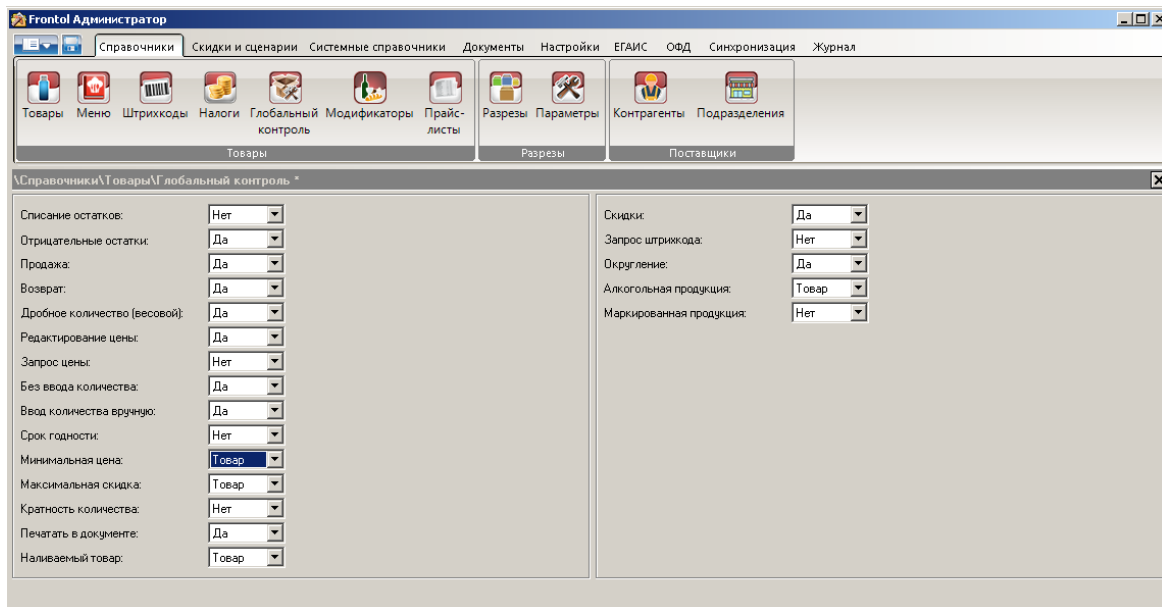 Frontol Администратор
Справочники Скидки и сценарии Системные справочники Документы Настройки ЕГАИС ОФД Синхронизация Журнал
Товары Меню Штрихкоды Налоги Глобальный контроль Модификаторы Прайс-листы Разрезы Параметры Контрагенты Подразделения
Товары Разрезы Поставщики
\Справочники\Товары\Глобальный контроль *
Списание остатков: Нет
Отрицательные остатки: Да
Продажа: Да
Возврат: Да
Дробное количество (весовой): Да
Редактирование цены: Да
Запрос цены: Нет
Без ввода количества: Да
Ввод количества вручную: Да
Срок годности: Нет
Минимальная цена: Товар
Максимальная скидка: Товар
Кратность количества: Нет
Печатать в документе: Да
Наливаемый товар: Товар
Скидки: Да
Запрос штрихкода: Нет
Округление: Да
Алкогольная продукция: Товар
Маркированная продукция: Нет